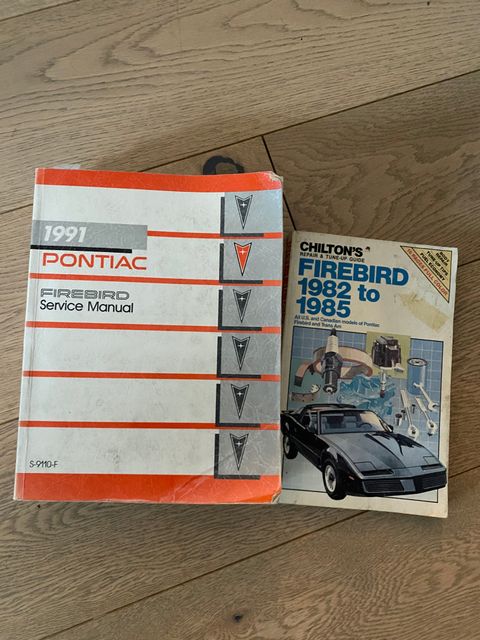 1991
PONTIAC
FIREBIRD
Service Manual
S-9110-F
CHILTON'S
REPAIR & TUNE-UP GUIDE
FIREBIRD
1982 to
1985
All U.S. and Canadian models of Pontiac
Firebird and Trans Am